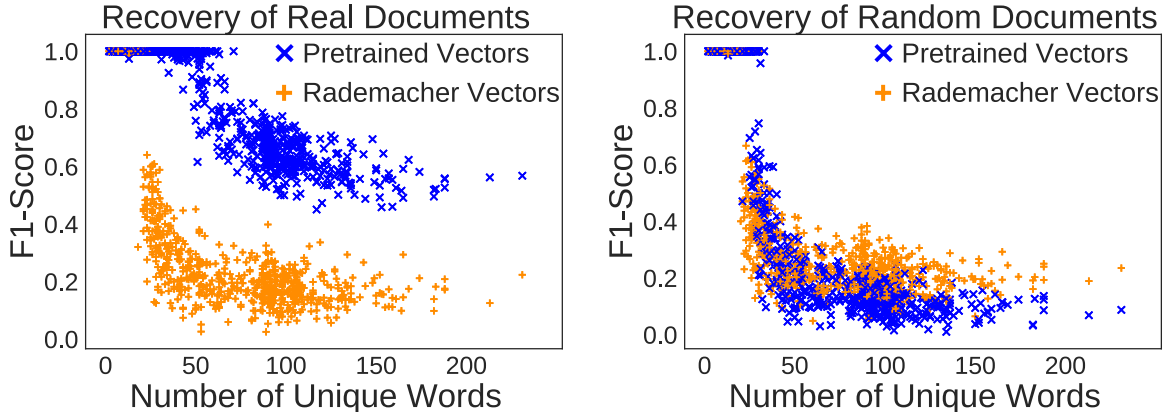 Recovery of Real Documents
F1-Score
1.0
0.8
0.6
0.4
0.2
0.0
Pretrained Vectors
Rademacher Vectors
0 50 100 150 200
Number of Unique Words
Recovery of Random Documents
F1-Score
1.0
0.8
0.6
0.4
0.2
0.0
Pretrained Vectors
Rademacher Vectors
0 50 100 150 200
Number of Unique Words